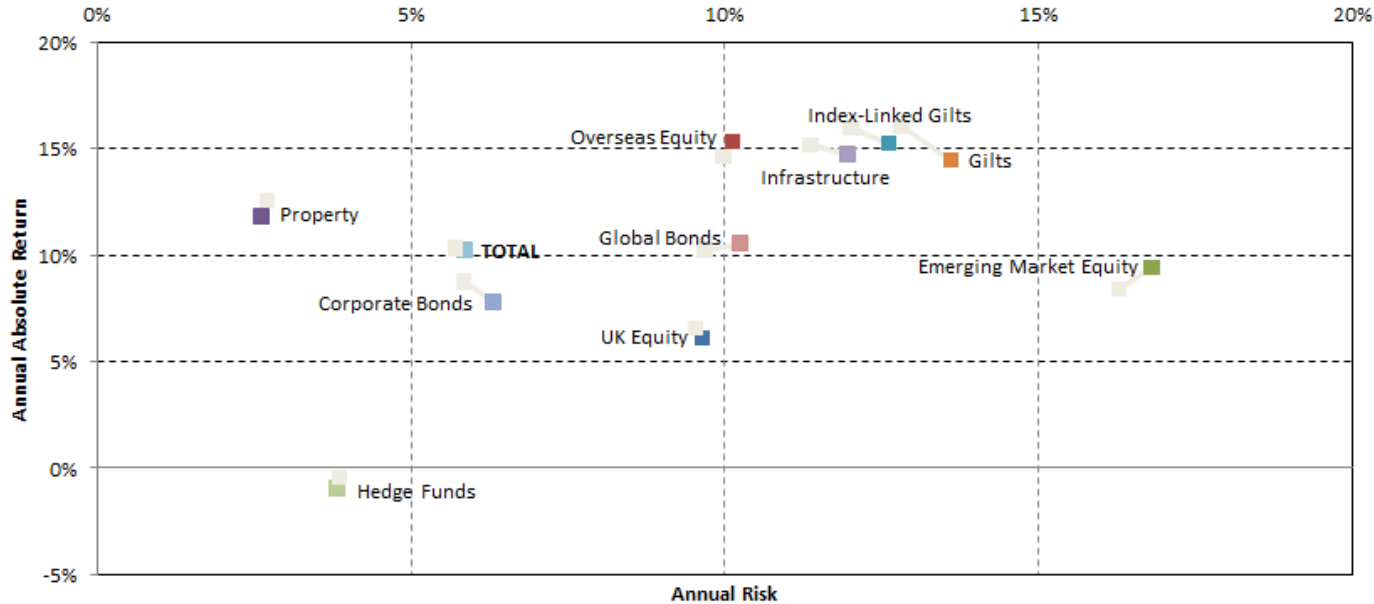 0%
5%
10%
15%
20%
20%
Index-Linked Gilts
Overseas Equity
15%
Gilts
Infrastructure
Property
Global Bonds
TOTAL
10%
Emerging Market Equity
Corporate Bonds
UK Equity
5%
0%
Hedge Funds
-5%
Annual Absolute Return
Annual Risk